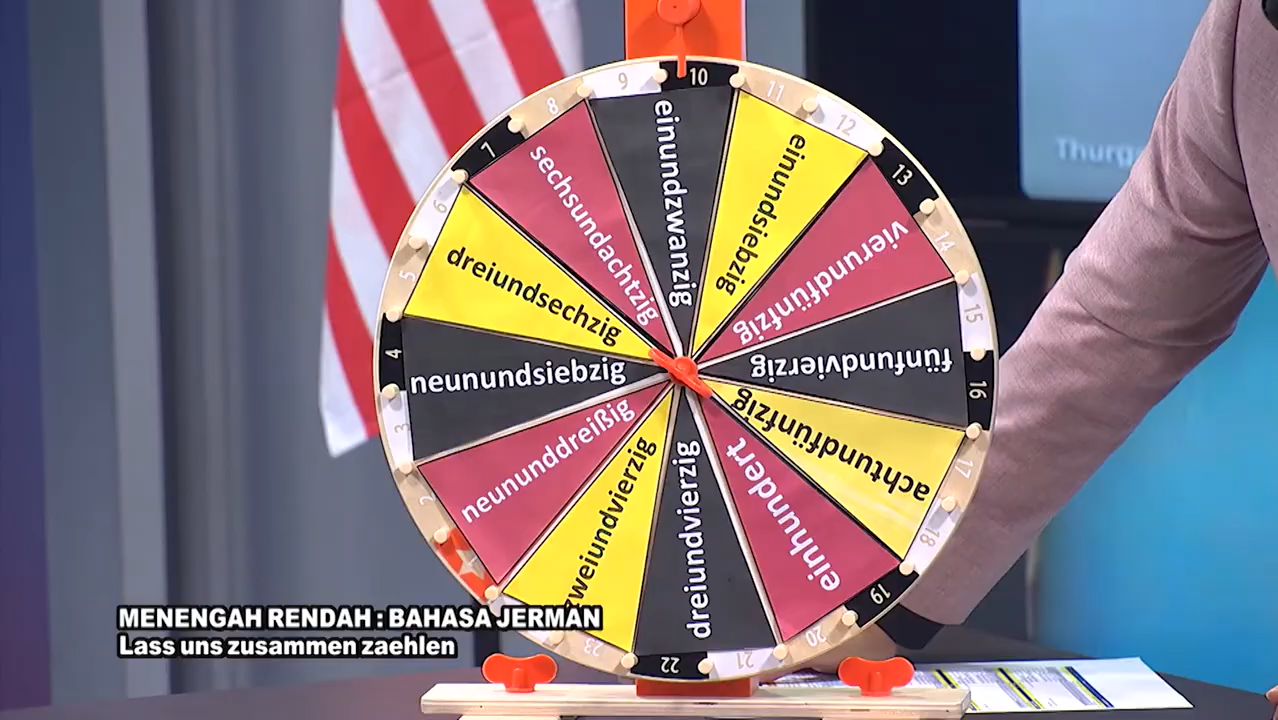 Thurg
9
10
11
12
13
14
15
16
17
18
19
20
21
22
23
2
3
4
5
6
7
8
einundzwanzig
einundsiebzig
vierundfünfzig
fünfundvierzig
achtundfünfzig
einhundert
dreiundvierzig
zweiundvierzig
neununddreißig
neunundsiebzig
dreiundsechzig
sechsundachtzig
MENENGAH RENDAH : BAHASA JERMAN
Lass uns zusammen zaehlen